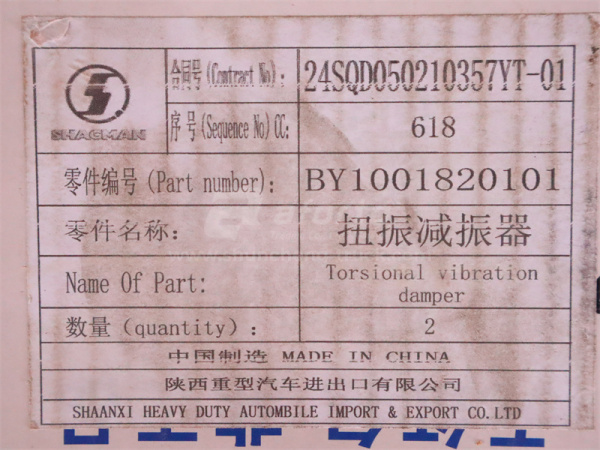 合同号(Contract No): 24SQD050210357YT-01
SHACMAN
序号(Sequence No)CC: 618
零件编号(Part number): BY1001820101
零件名称: 扭振减振器
Name Of Part: Torsional vibration
damper
数量(quantity): 2
中国制造 MADE IN CHINA
陕西重型汽车进出口有限公司
SHAANXI HEAVY DUTY AUTOMBILE IMPORT & EXPORT CO.LTD